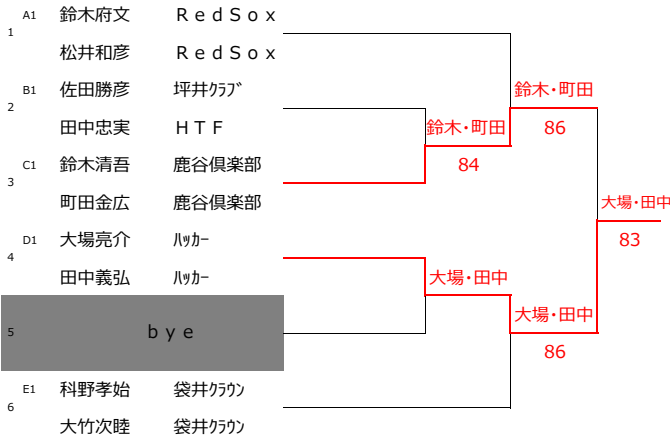 A1 鈴木府文 ＲｅｄＳｏｘ
1
松井和彦 ＲｅｄＳｏｘ
B1 佐田勝彦 坪井ｸﾗﾌﾞ 鈴木・町田
2
田中忠実 ＨＴＦ 鈴木・町田 86
C1 鈴木清吾 鹿谷倶楽部 84
3
町田金広 鹿谷倶楽部 大場・田中
D1 大場亮介 ﾊｯｶｰ 83
4
田中義弘 ﾊｯｶｰ 大場・田中
大場・田中
5 ｂｙｅ
86
E1 科野孝始 袋井ｸﾗｳﾝ
6
大竹次睦 袋井ｸﾗｳﾝ